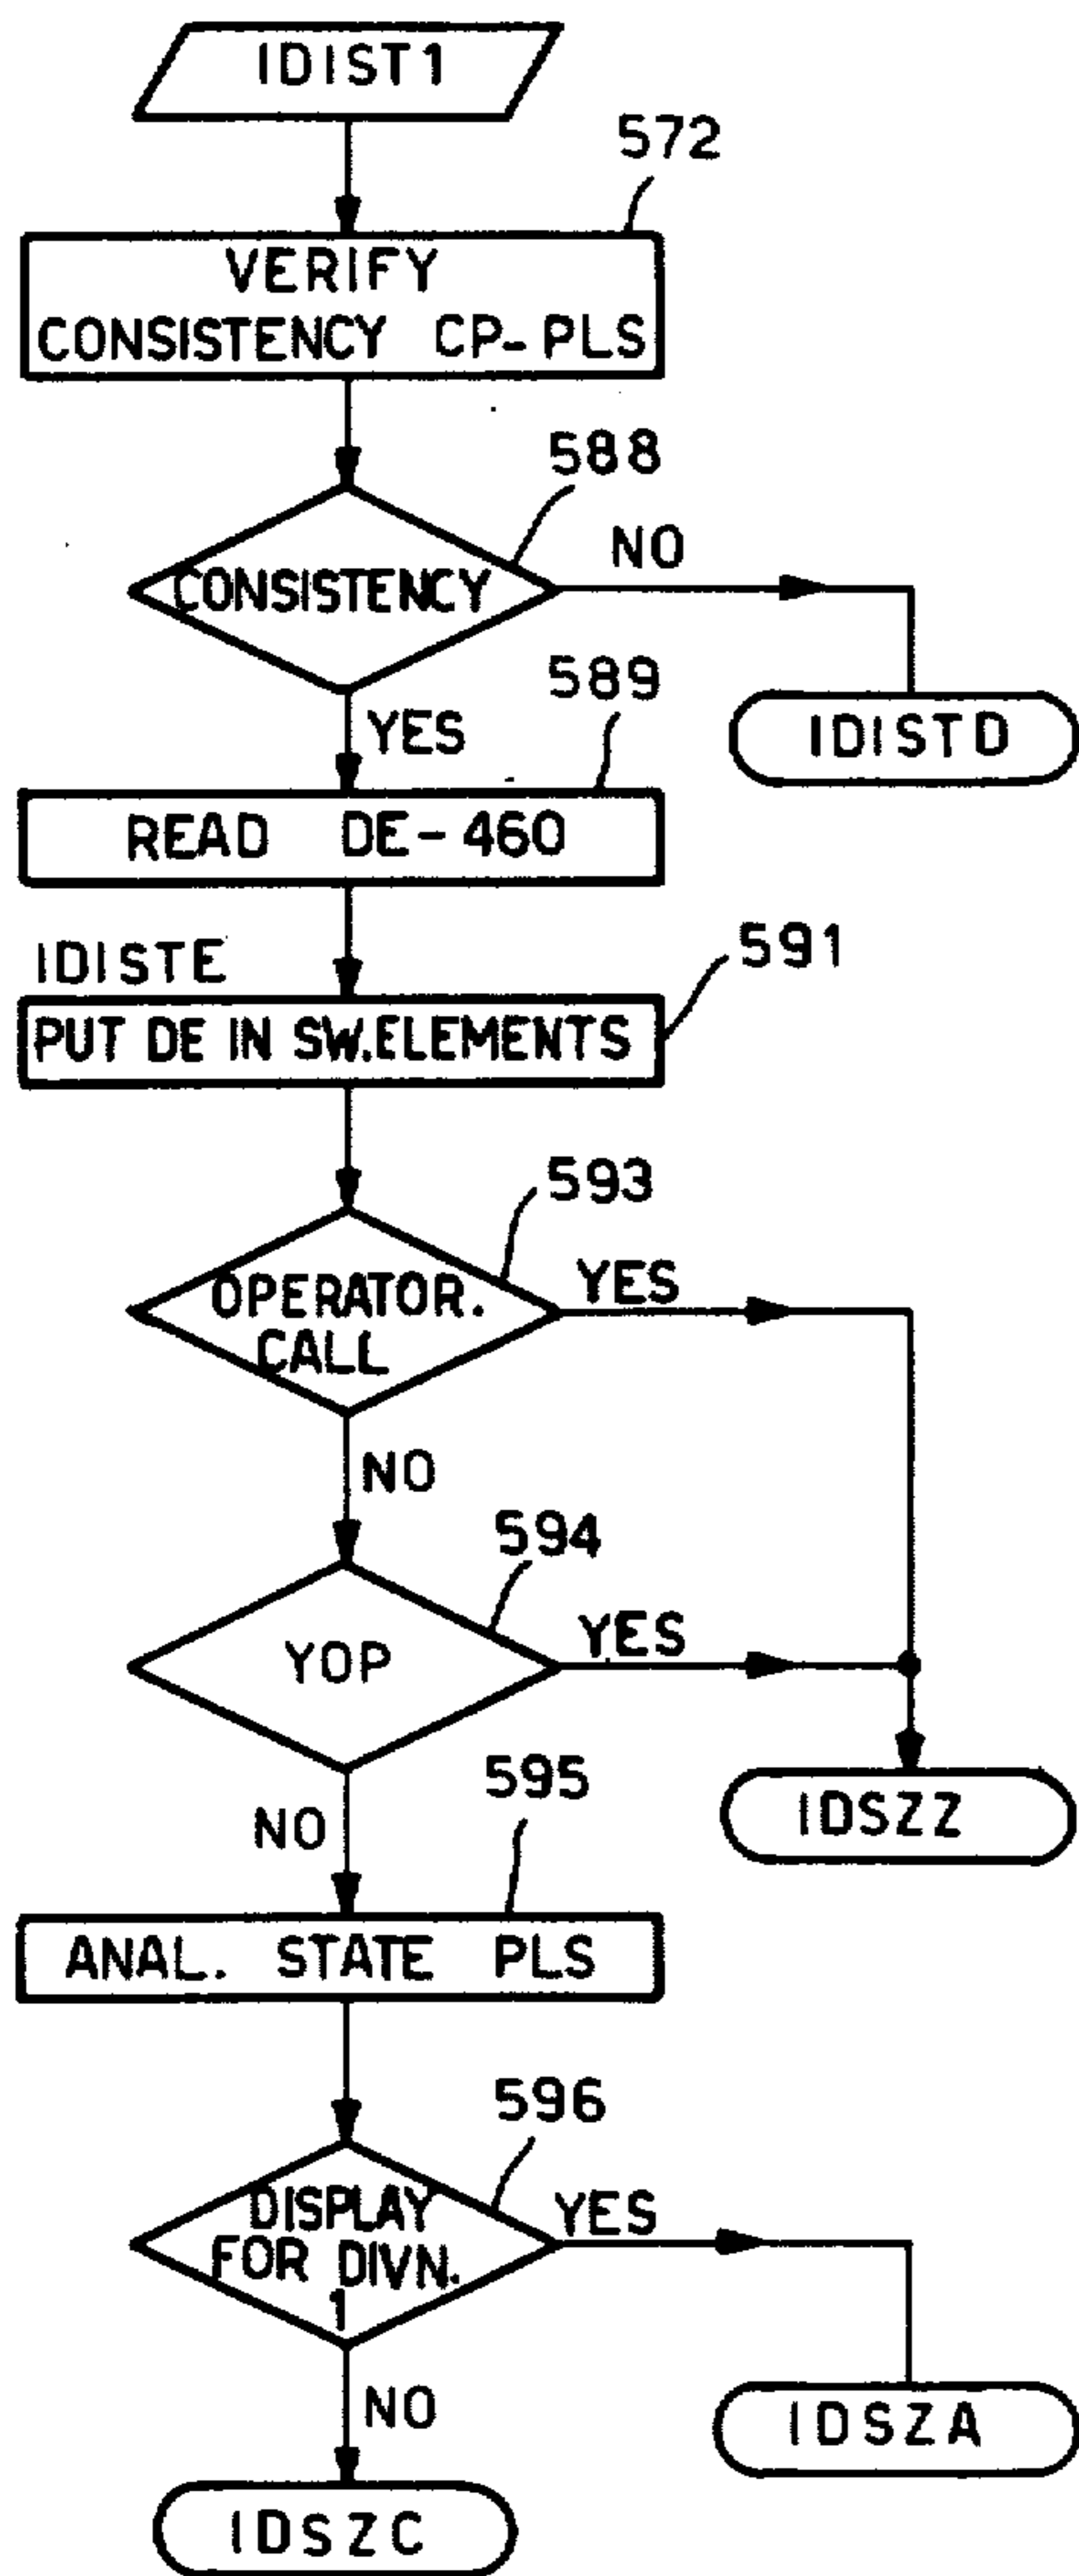 IDIST1
572
VERIFY
CONSISTENCY CP-PLS
588
CONSISTENCY
NO
IDISTD
589
YES
READ DE-460
IDISTE
591
PUT DE IN SW.ELEMENTS
593
OPERATOR.
CALL
YES
NO
594
YOP
YES
IDSZZ
595
NO
ANAL. STATE PLS
596
DISPLAY
FOR DIVN.
1
YES
NO
IDSZA
IDSZC